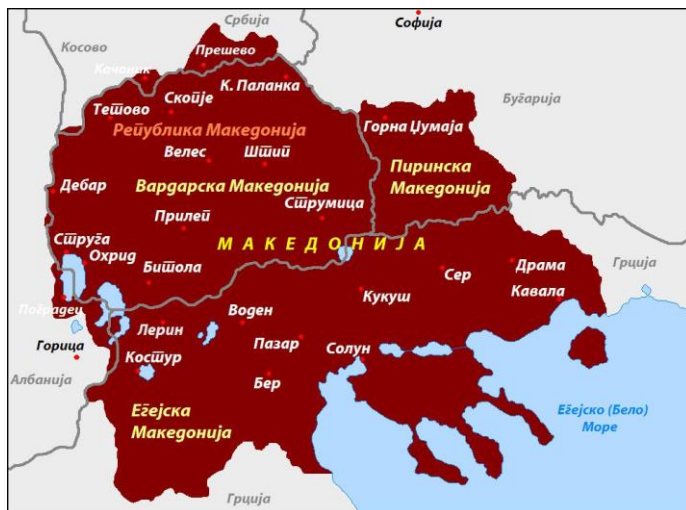 Србија
Софија
Косово
Прешево
Качаник
К. Паланка
Тетово
Скопје
Бугарија
Горна Џумаја
Република Македонија
Велес
Штип
Пиринска
Македонија
Дебар
Вардарска Македонија
Струмица
Прилеп
Струга
Охрид
МАКЕДОНИЈА
Битола
Сер
Драма
Грција
Кавала
Поградец
Кукуш
Лерин
Воден
Горица
Костур
Пазар
Солун
Албанија
Бер
Егејска
Македонија
Егејско (Бело)
Море
Грција